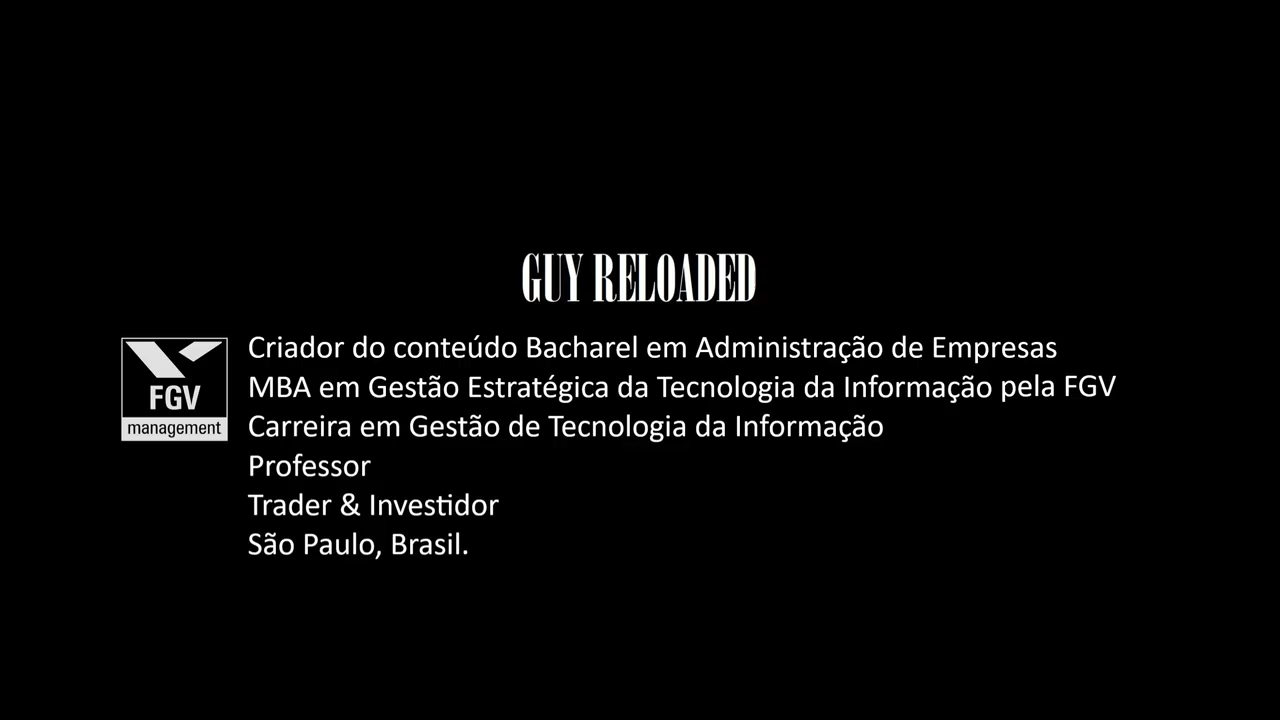 GUY RELOADED
Criador do conteúdo Bacharel em Administração de Empresas
MBA em Gestão Estratégica da Tecnologia da Informação pela FGV
Carreira em Gestão de Tecnologia da Informação
Professor
Trader & Investidor
São Paulo, Brasil.
FGV
management